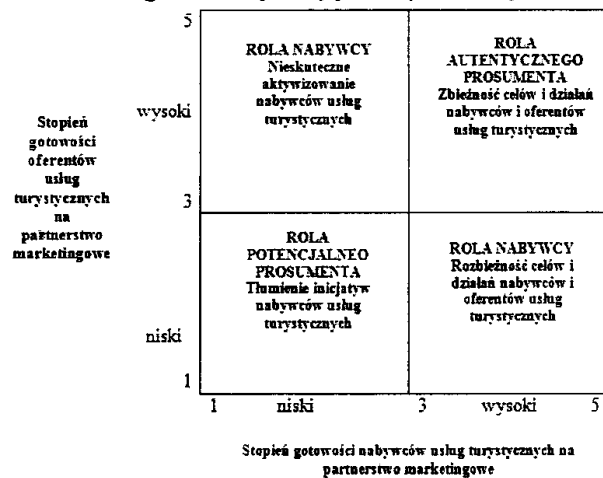 5
ROLA NABYWCY
Nieskuteczne
aktywizowanie
nabywców usług
turystycznych
ROLA
AUTENTYCZNEGO
PROSUMENTA
Zbieżność celów i działań
nabywców i oferentów
usług turystycznych
wysoki
Stopień
gotowości
oferentów
usług
turystycznych
na
partnerstwo
marketingowe
3
ROLA
POTENCJALNEO
PROSUMENTA
Tłumienie inicjatyw
nabywców usług
turystycznych
ROLA NABYWCY
Rozbieżność celów i
działań nabywców i
oferentów usług
turystycznych
niski
1
1 niski 3 wysoki 5
Stopień gotowości nabywców usług turystycznych na
partnerstwo marketingowe